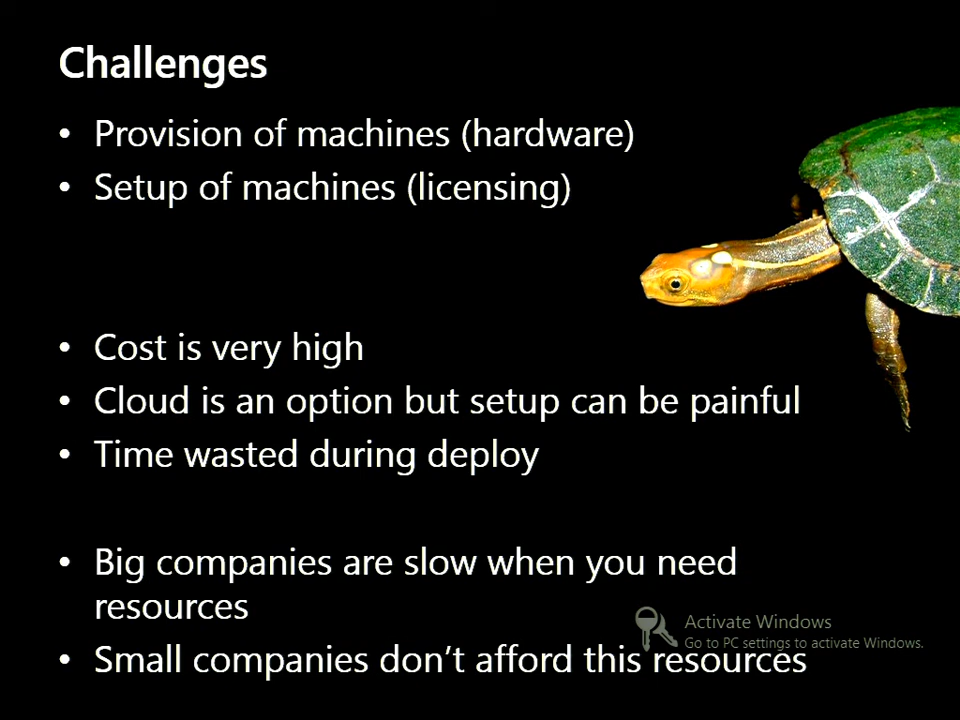 Challenges
• Provision of machines (hardware)
• Setup of machines (licensing)
• Cost is very high
• Cloud is an option but setup can be painful
• Time wasted during deploy
• Big companies are slow when you need
resources
Activate Windows
Go to PC settings to activate Windows.
• Small companies don’t afford this resources